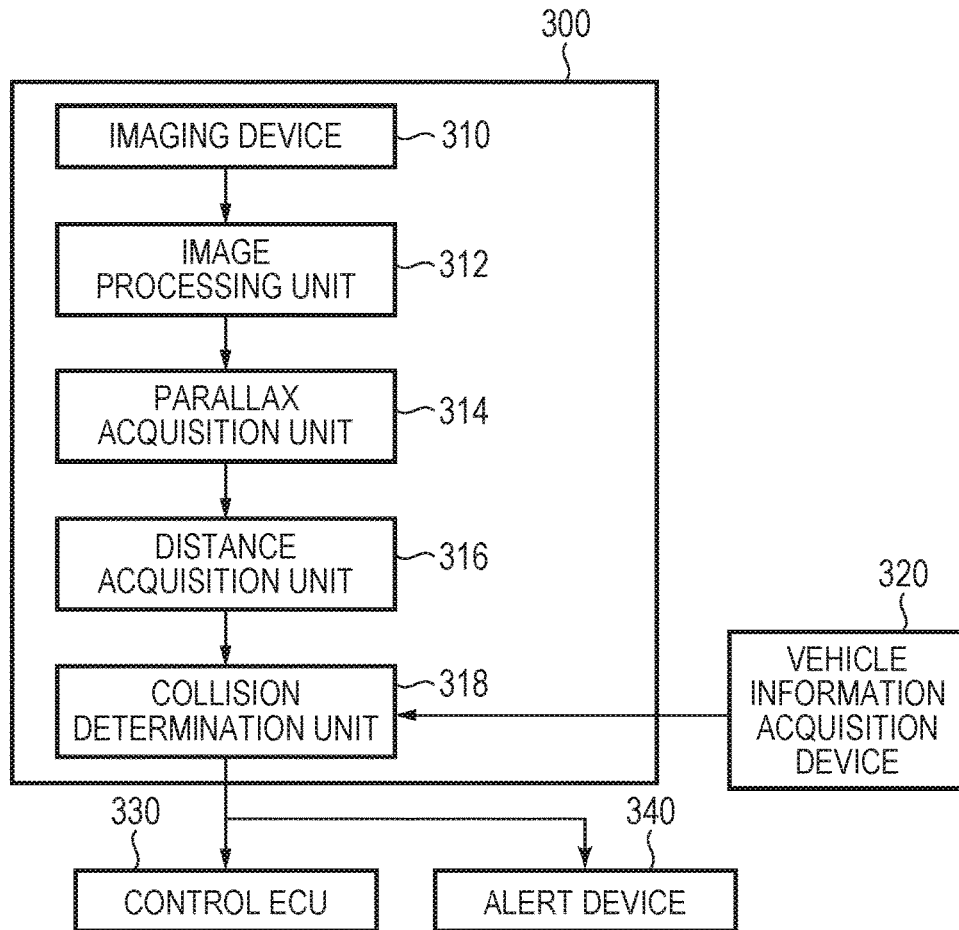 300
IMAGING DEVICE
310
IMAGE
PROCESSING UNIT
312
PARALLAX
ACQUISITION UNIT
314
DISTANCE
ACQUISITION UNIT
316
COLLISION
DETERMINATION UNIT
318
320
VEHICLE
INFORMATION
ACQUISITION
DEVICE
330
CONTROL ECU
340
ALERT DEVICE